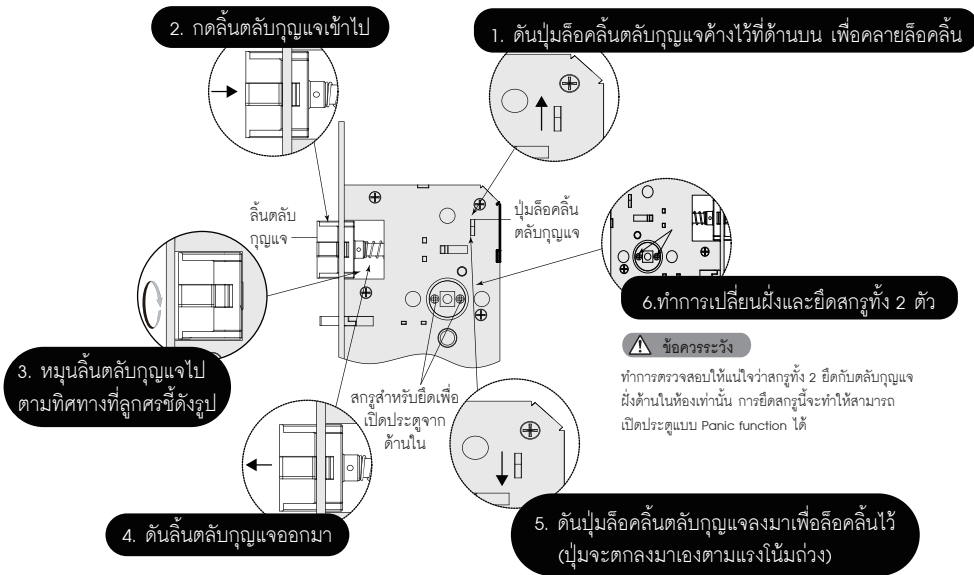 2. กดลิ้นตลับกุญแจเข้าไป
1. ดันปุ่มล็อคลิ้นตลับกุญแจค้างไว้ที่ด้านบน เพื่อคลายล็อคลิ้น
ลิ้นตลับ
กุญแจ
ปุ่มล็อคลิ้น
ตลับกุญแจ
6.ทำการเปลี่ยนฝั่งและยึดสกรูทั้ง 2 ตัว
ข้อควรระวัง
ทำการตรวจสอบให้แน่ใจว่าสกรูทั้ง 2 ยึดกับตลับกุญแจ
ฝั่งด้านในห้องเท่านั้น การยึดสกรูนี้จะทำให้สามารถ
เปิดประตูแบบ Panic function ได้
3. หมุนลิ้นตลับกุญแจไป
ตามทิศทางที่ลูกศรชี้ดังรูป
สกรูสำหรับยึดเพื่อ
เปิดประตูจาก
ด้านใน
4. ดันลิ้นตลับกุญแจออกมา
5. ดันปุ่มล็อคลิ้นตลับกุญแจลงมาเพื่อล็อคลิ้นไว้
(ปุ่มจะตกลงมาเองตามแรงโน้มถ่วง)